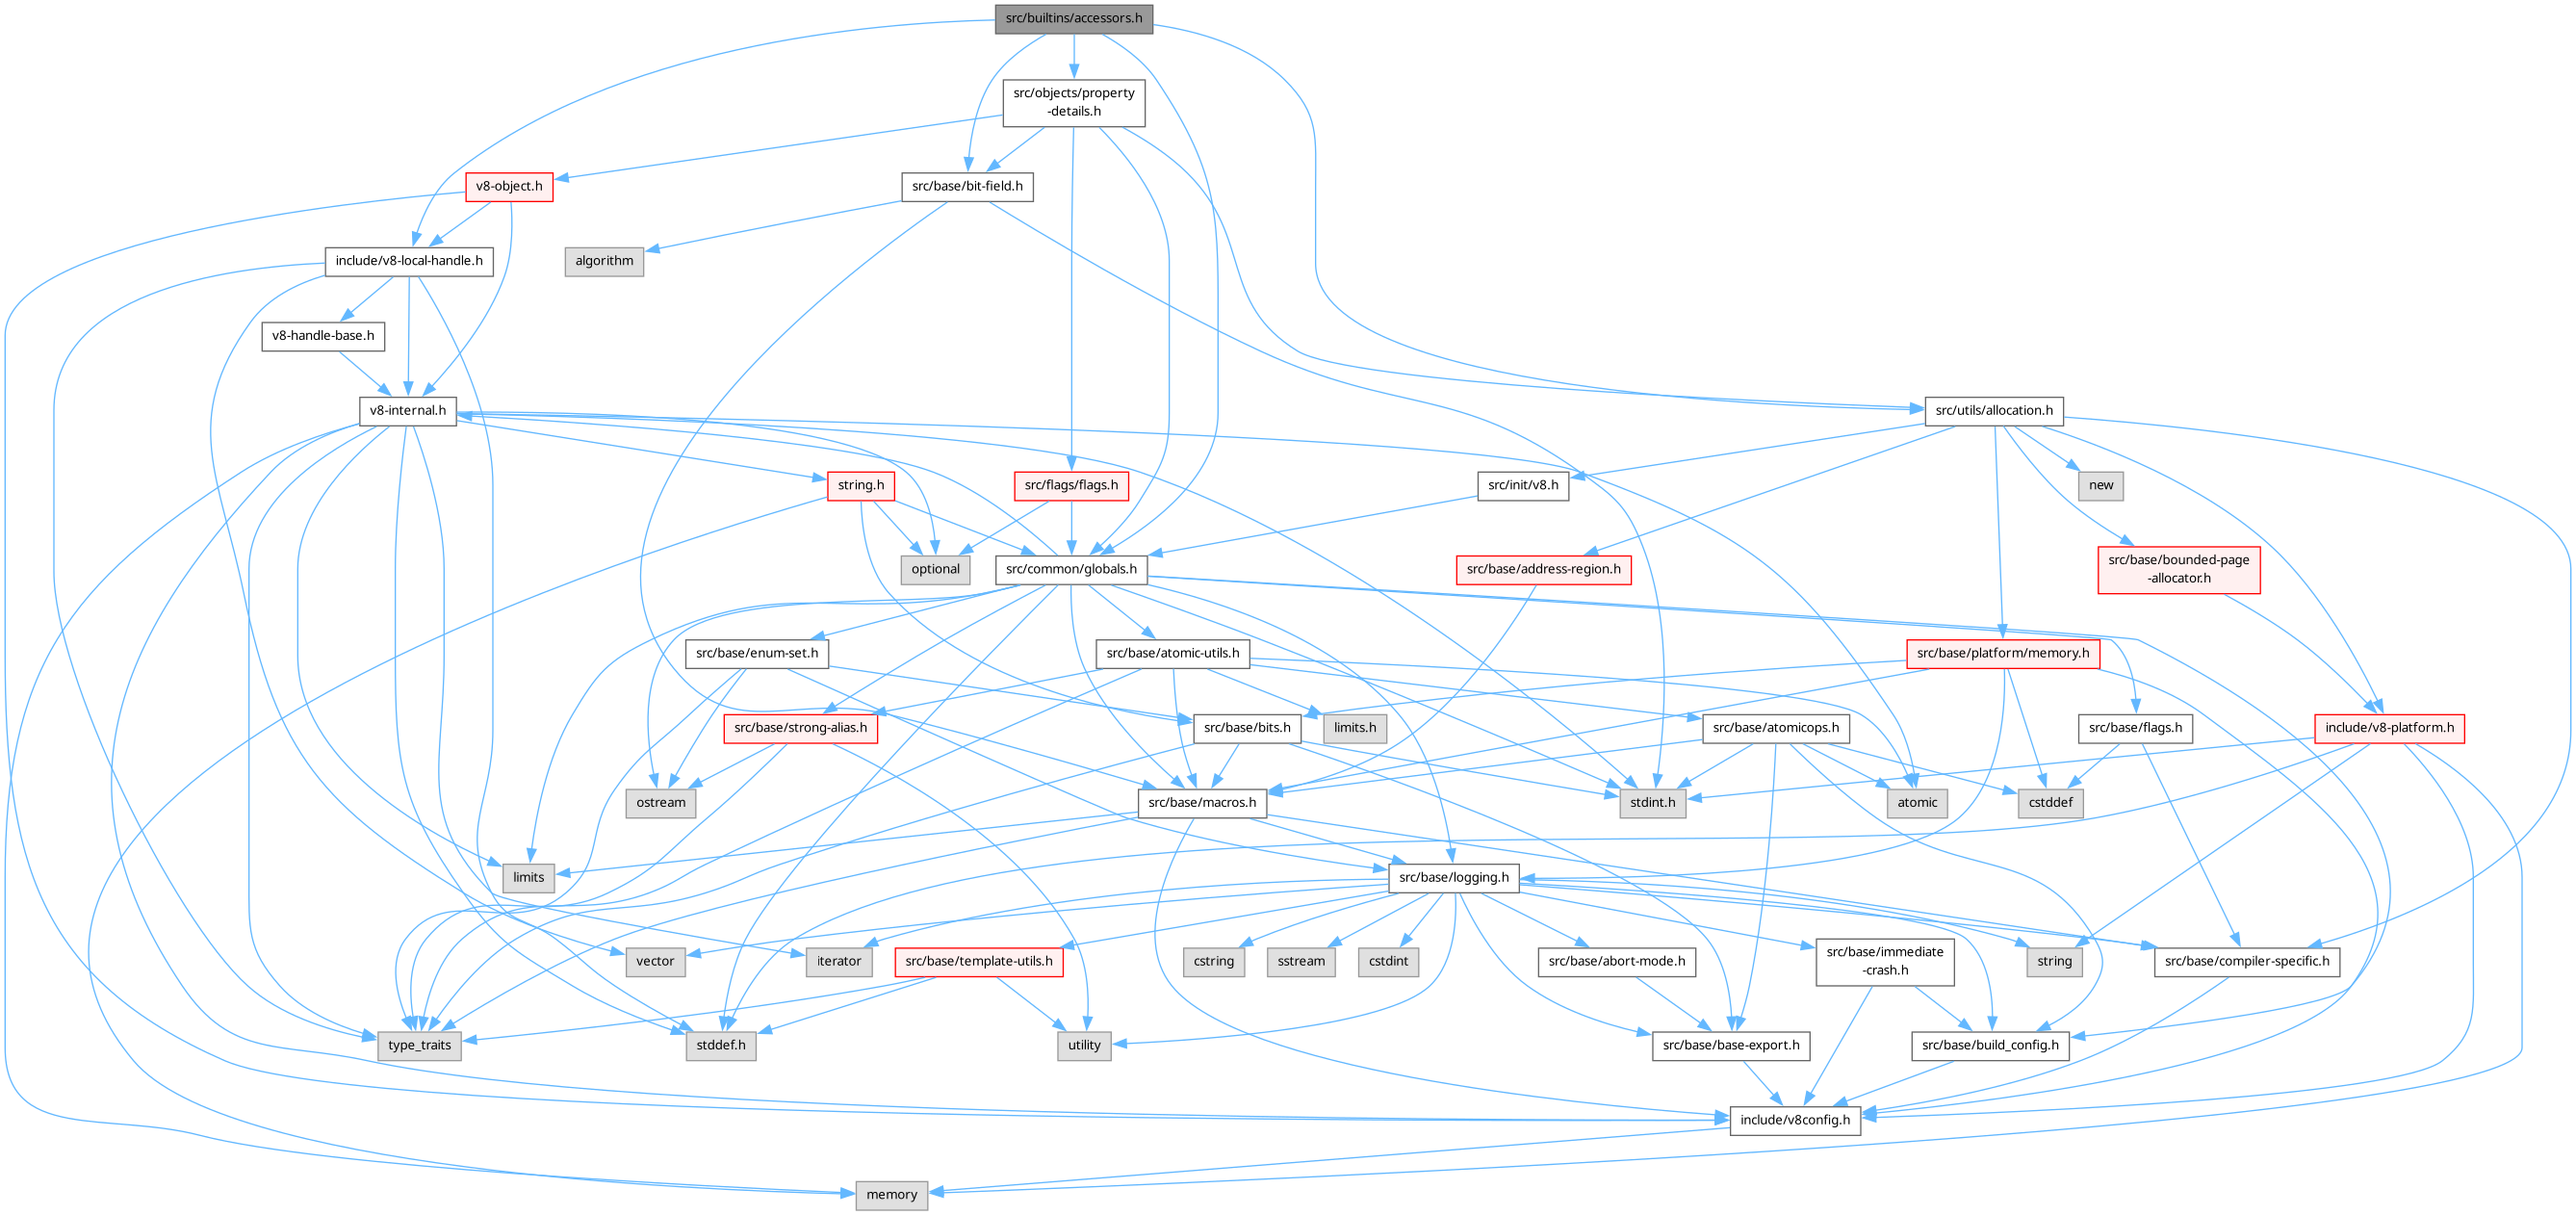 src/builtins/accessors.h
src/objects/property
-details.h
v8-object.h
src/base/bit-field.h
include/v8-local-handle.h
algorithm
v8-handle-base.h
v8-internal.h
src/utils/allocation.h
string.h
src/flags/flags.h
src/init/v8.h
new
optional
src/common/globals.h
src/base/address-region.h
src/base/bounded-page
-allocator.h
src/base/enum-set.h
src/base/atomic-utils.h
src/base/platform/memory.h
src/base/strong-alias.h
src/base/bits.h
limits.h
src/base/atomicops.h
src/base/flags.h
include/v8-platform.h
ostream
src/base/macros.h
stdint.h
atomic
cstddef
limits
src/base/logging.h
vector
iterator
src/base/template-utils.h
cstring
sstream
cstdint
src/base/abort-mode.h
src/base/immediate
-crash.h
string
src/base/compiler-specific.h
type_traits
stddef.h
utility
src/base/base-export.h
src/base/build_config.h
include/v8config.h
memory